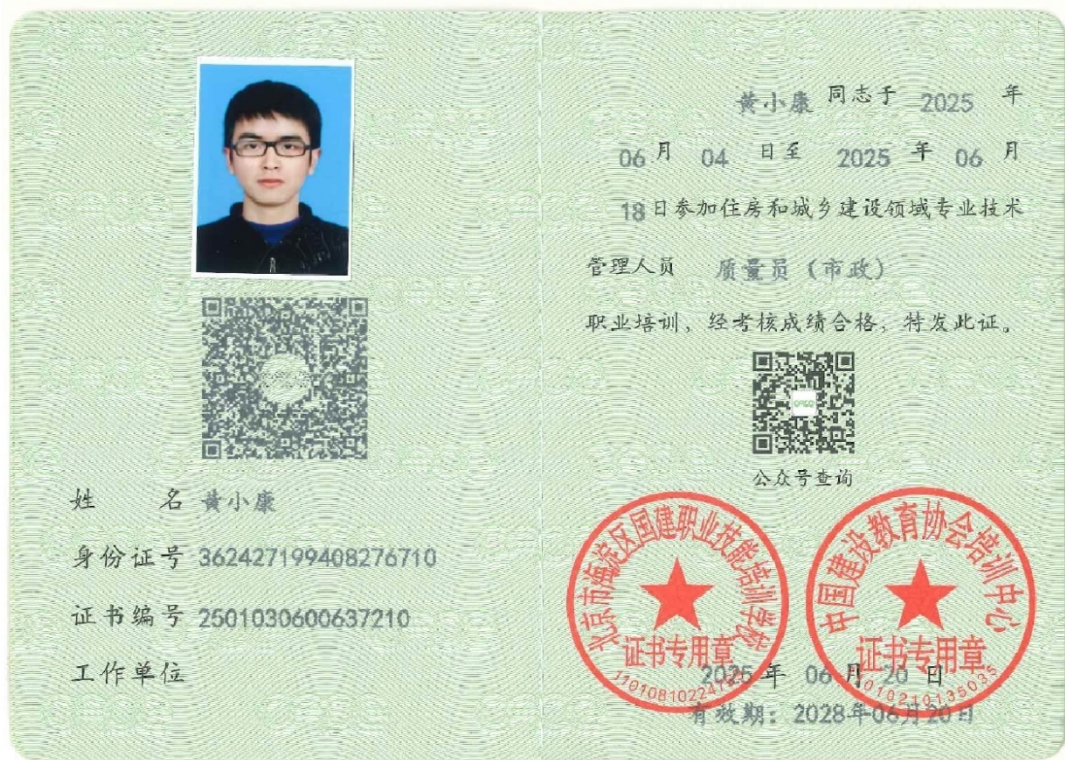 姓 名 黄小康
身份证号 362427199408276710
证书编号 2501030600637210
工作单位
黄小康 同志于 2025 年
06 月 04 日至 2025 年 06 月
18 日参加住房和城乡建设领域专业技术
管理人员 质量员（市政）
职业培训，经考核成绩合格，特发此证。
公众号查询
北京市海淀区国建职业技能培训学校
证书专用章
中国建设教育协会培训中心
证书专用章
2025 年 06 月 20 日
有效期：2028年06月20日